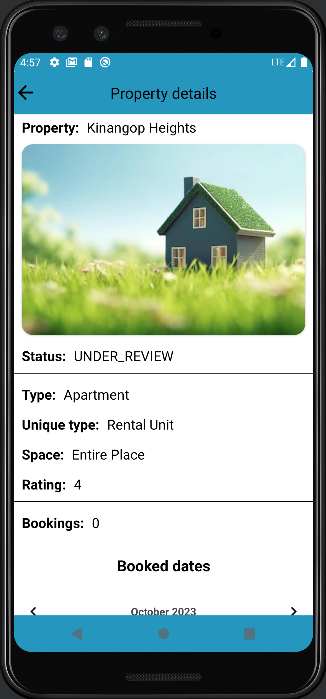 4:57 LTE
Property details
Property: Kinangop Heights
Status: UNDER_REVIEW
Type: Apartment
Unique type: Rental Unit
Space: Entire Place
Rating: 4
Bookings: 0
Booked dates
October 2023